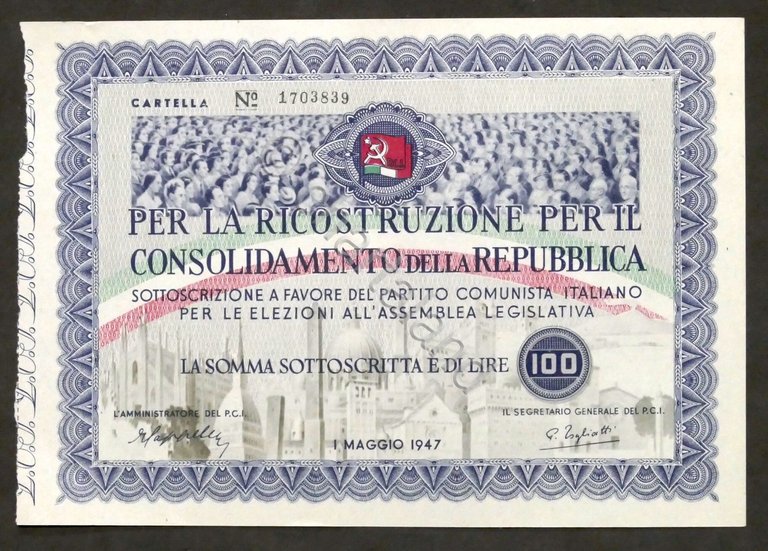 CARTELLA Nº 1703839
PER LA RICOSTRUZIONE PER IL
CONSOLIDAMENTO DELLA REPUBBLICA
SOTTOSCRIZIONE A FAVORE DEL PARTITO COMUNISTA ITALIANO
PER LE ELEZIONI ALL'ASSEMBLEA LEGISLATIVA
LA SOMMA SOTTOSCRITTA È DI LIRE 100
L'AMMINISTRATORE DEL P.C.I.
IL SEGRETARIO GENERALE DEL P.C.I.
P. Togliatti
1 MAGGIO 1947